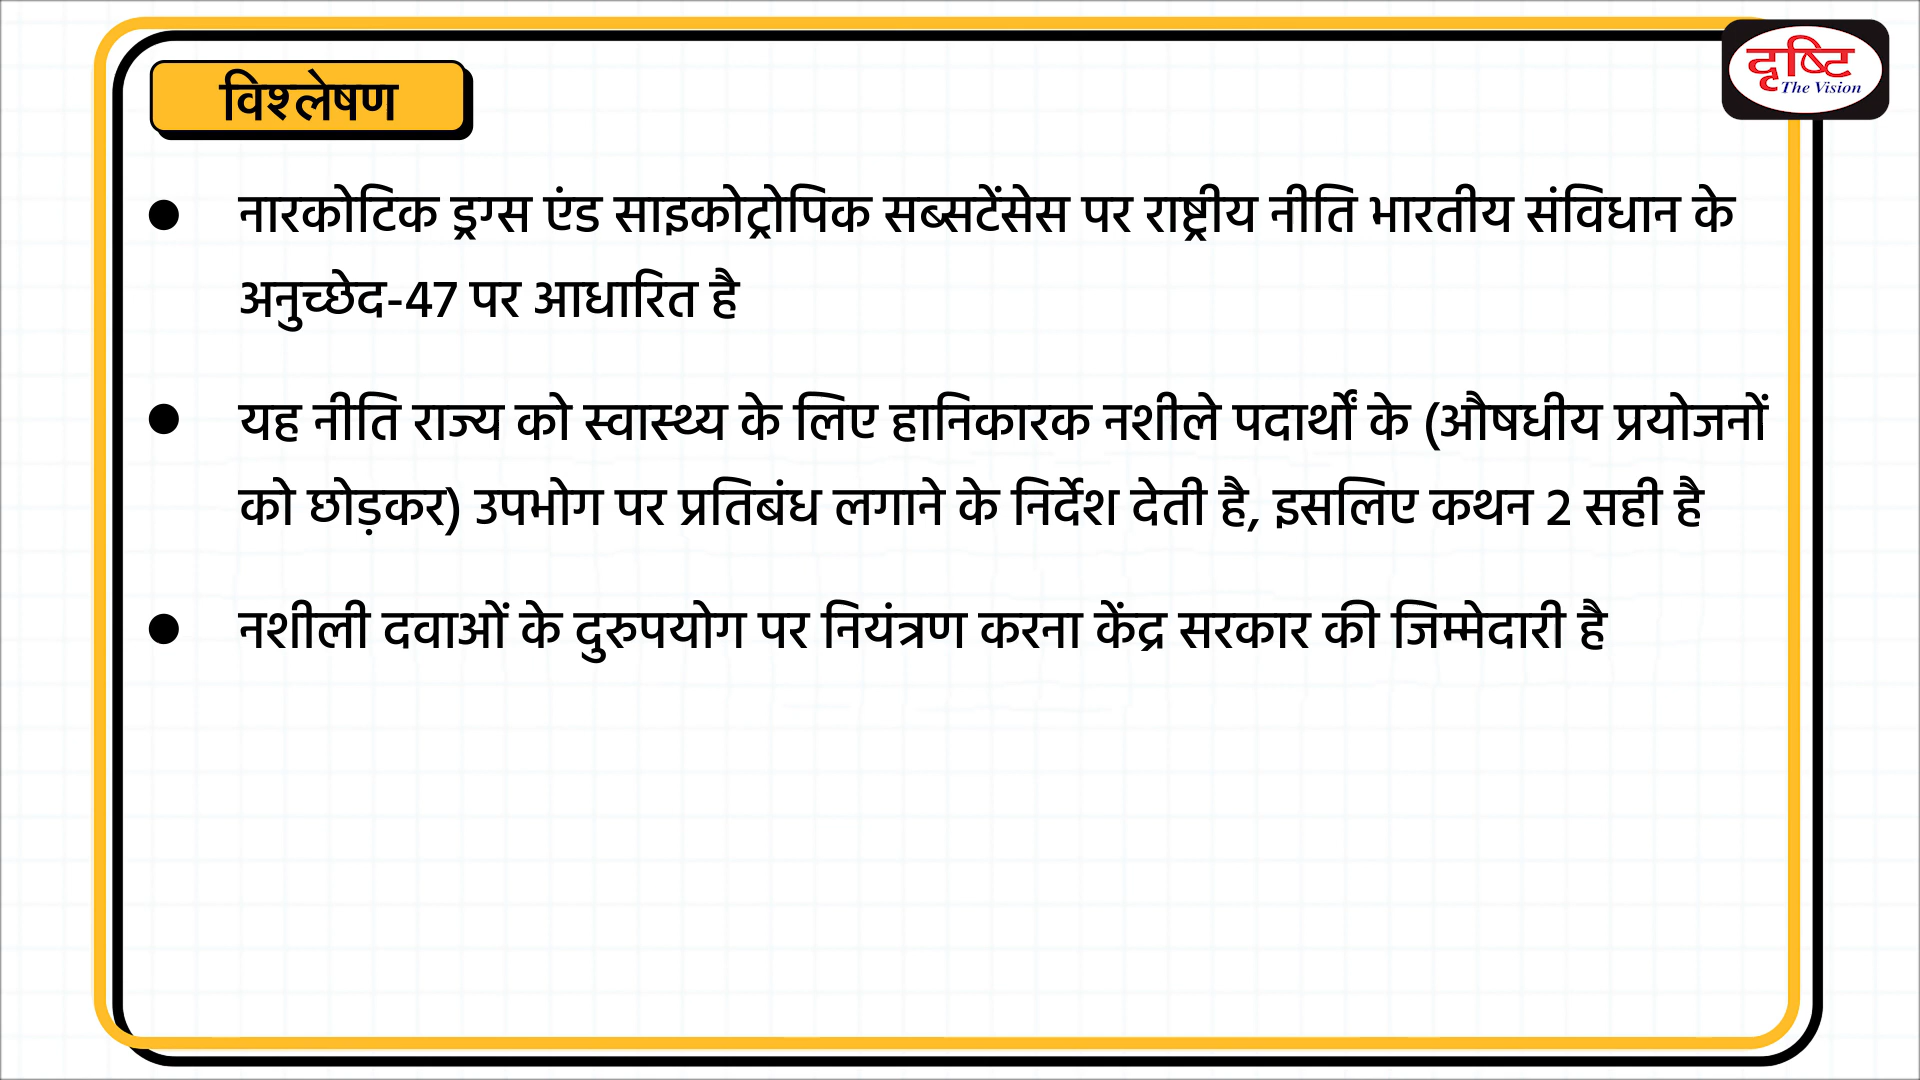 दृष्टि
The Vision
विश्लेषण
● नारकोटिक ड्रग्स एंड साइकोट्रोपिक सब्सटेंसेस पर राष्ट्रीय नीति भारतीय संविधान के
अनुच्छेद-47 पर आधारित है
● यह नीति राज्य को स्वास्थ्य के लिए हानिकारक नशीले पदार्थों के (औषधीय प्रयोजनों
को छोड़कर) उपभोग पर प्रतिबंध लगाने के निर्देश देती है, इसलिए कथन 2 सही है
● नशीली दवाओं के दुरुपयोग पर नियंत्रण करना केंद्र सरकार की जिम्मेदारी है